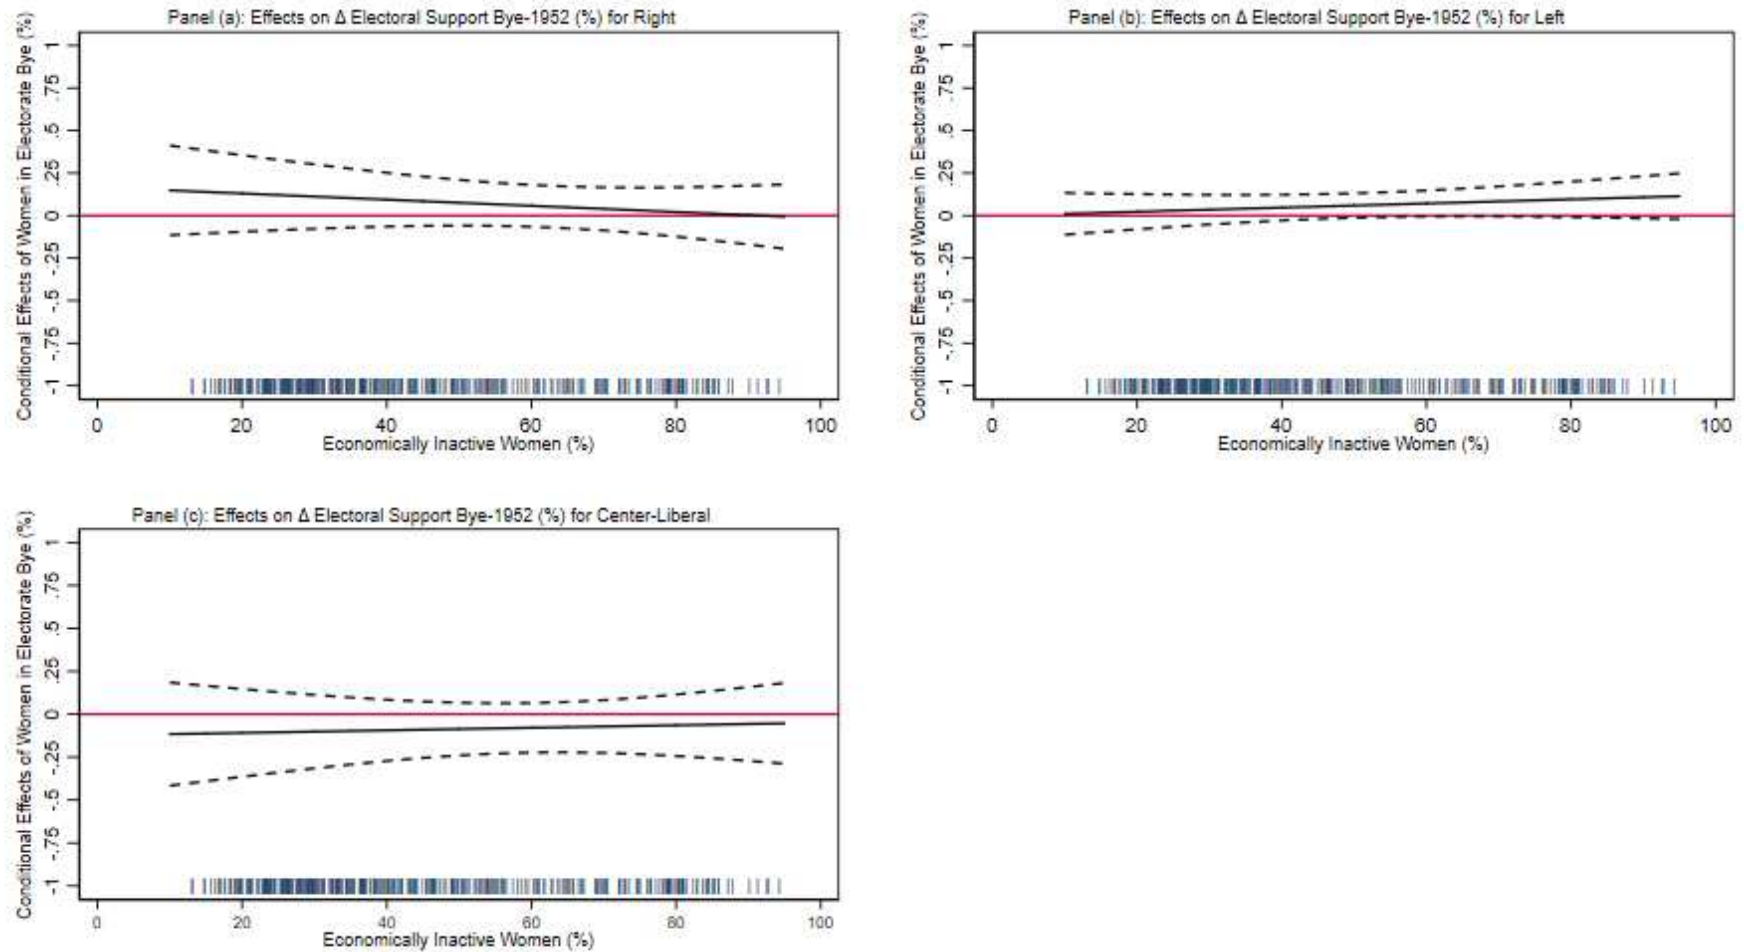 Panel (a): Effects on Δ Electoral Support Bye-1952 (%) for Right
Conditional Effects of Women in Electorate Bye (%)
1
.75
.5
.25
0
-.25
-.5
-.75
-1
0 20 40 60 80 100
Economically Inactive Women (%)
Panel (b): Effects on Δ Electoral Support Bye-1952 (%) for Left
Conditional Effects of Women in Electorate Bye (%)
1
.75
.5
.25
0
-.25
-.5
-.75
-1
0 20 40 60 80 100
Economically Inactive Women (%)
Panel (c): Effects on Δ Electoral Support Bye-1952 (%) for Center-Liberal
Conditional Effects of Women in Electorate Bye (%)
1
.75
.5
.25
0
-.25
-.5
-.75
-1
0 20 40 60 80 100
Economically Inactive Women (%)